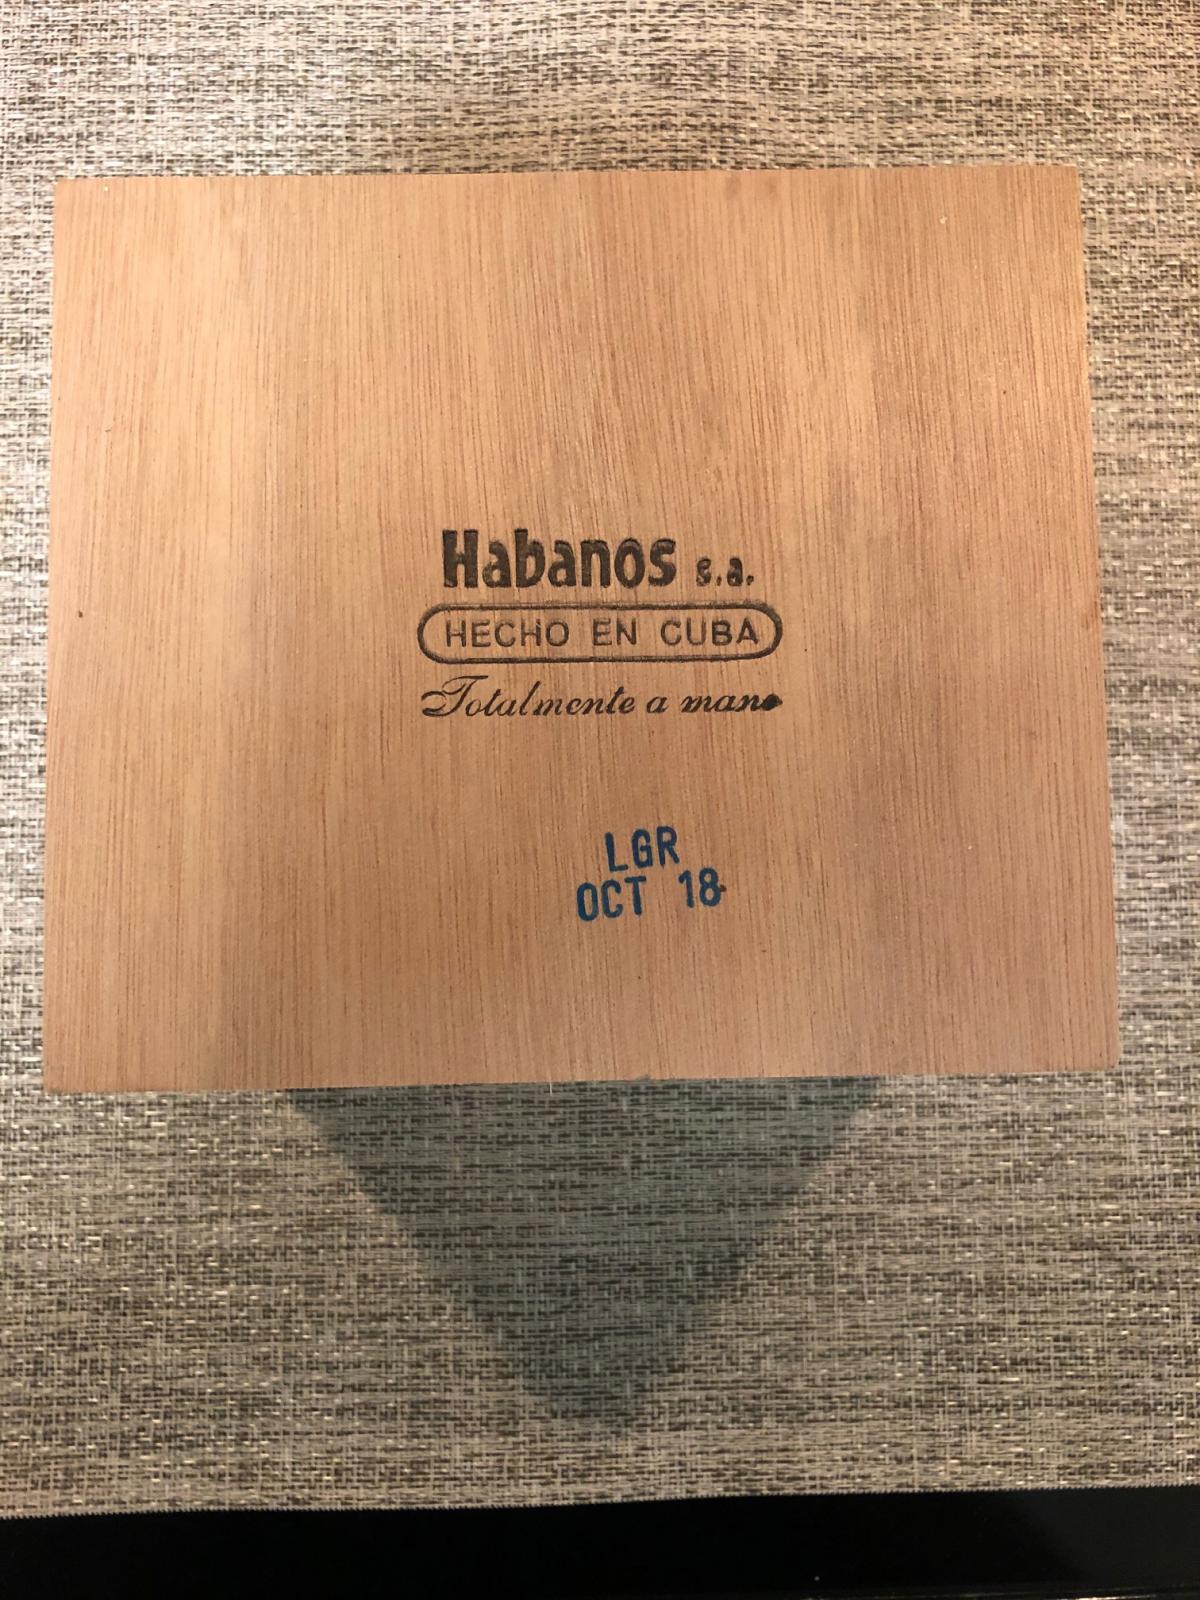 Habanos s.a.
HECHO EN CUBA
Totalmente a mano
LGR
OCT 18